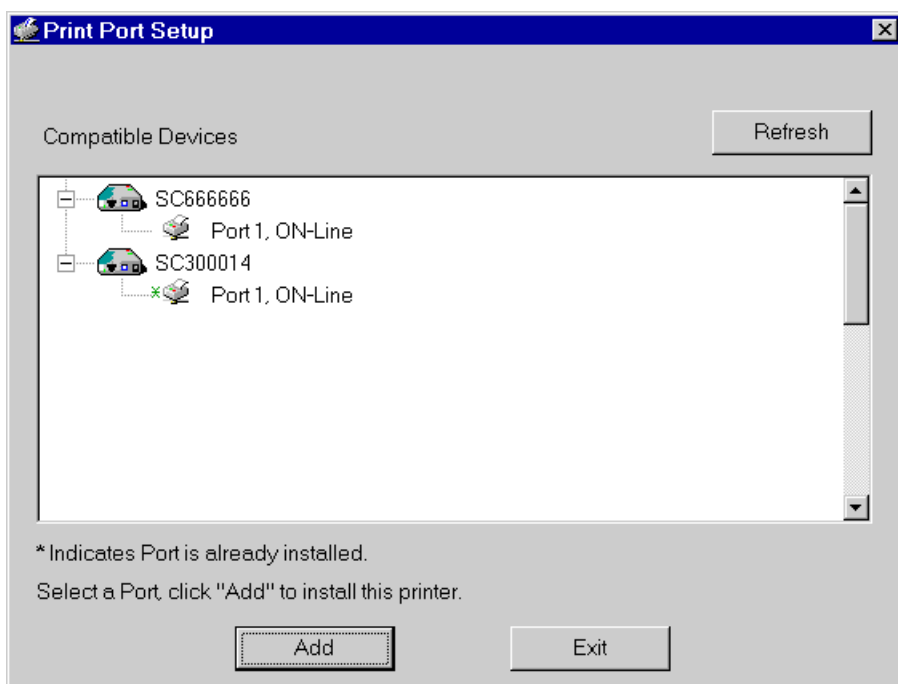 Print Port Setup
Compatible Devices
Refresh
SC666666
Port 1, ON-Line
SC300014
* Port 1, ON-Line
* Indicates Port is already installed.
Select a Port, click "Add" to install this printer.
Add
Exit